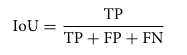 IoU = TP / (TP + FP + FN)